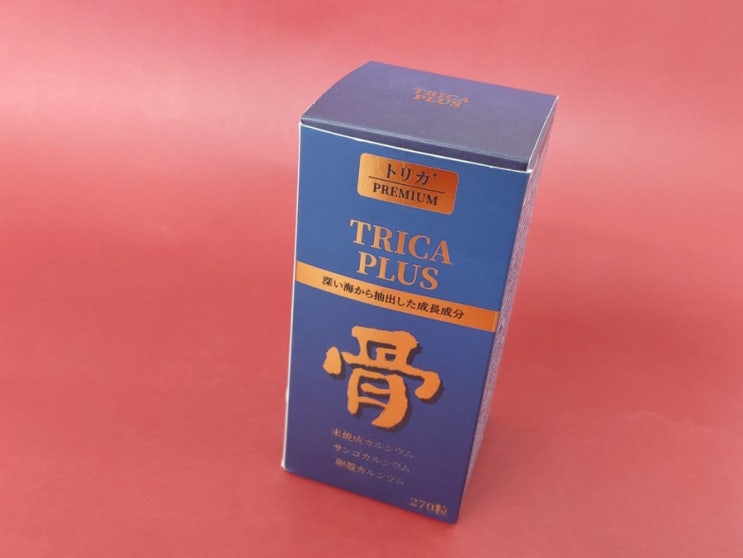 TRICA
PLUS
トリカ+
PREMIUM
TRICA
PLUS
深い海から抽出した成長成分
骨
未焼成カルシウム
サンゴカルシウム
卵殻カルシウム
270粒